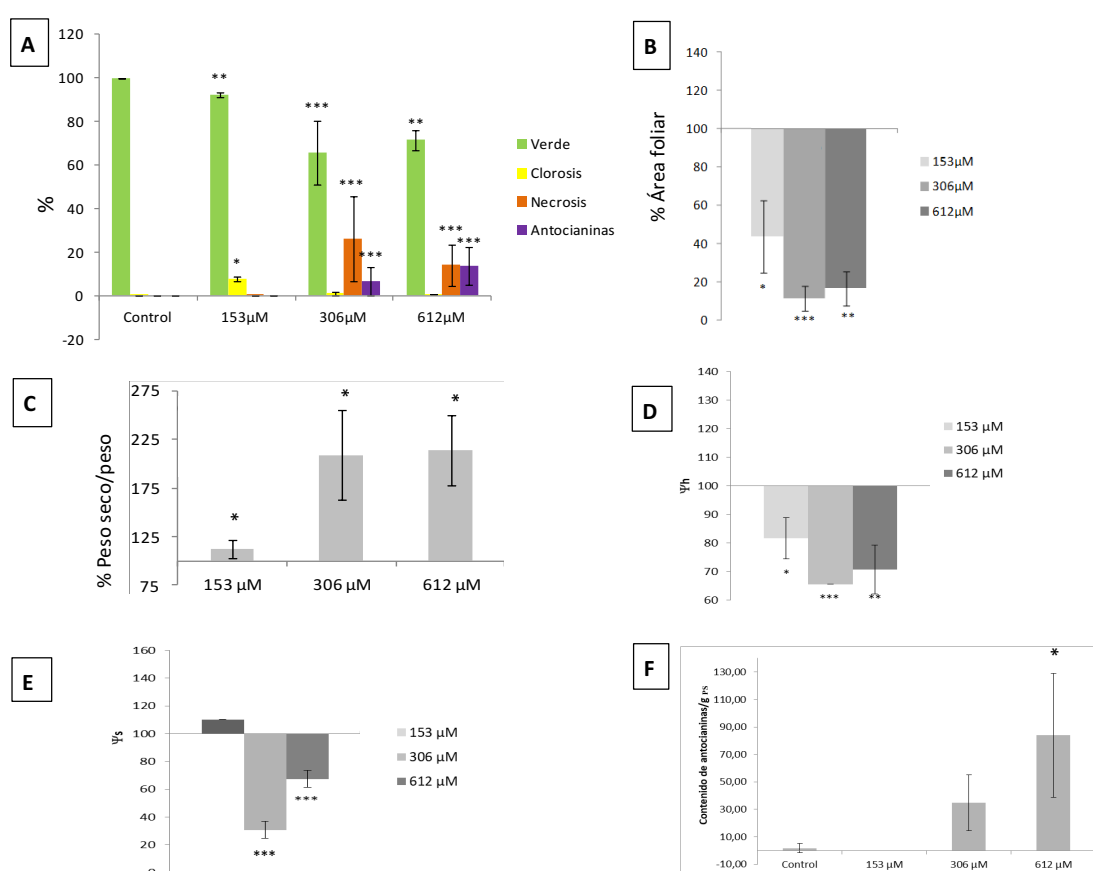 A
120
100
80
60
40
20
0
-20
%
**
***
**
*
***
***
***
***
Control
153μM
306μM
612μM
Verde
Clorosis
Necrosis
Antocianinas
B
140
120
100
80
60
40
20
0
% Área foliar
*
***
**
153μM
306μM
612μM
C
275
225
175
125
75
% Peso seco/peso
*
*
*
153 μM
306 μM
612 μM
D
140
130
120
110
100
90
80
70
60
Ψh
*
***
**
153 μM
306 μM
612 μM
E
160
140
120
100
80
60
40
20
0
Ψs
***
***
153 μM
306 μM
612 μM
F
130,00
110,00
90,00
70,00
50,00
30,00
10,00
-10,00
Contenido de antocianinas/g PS
*
Control
153 μM
306 μM
612 μM